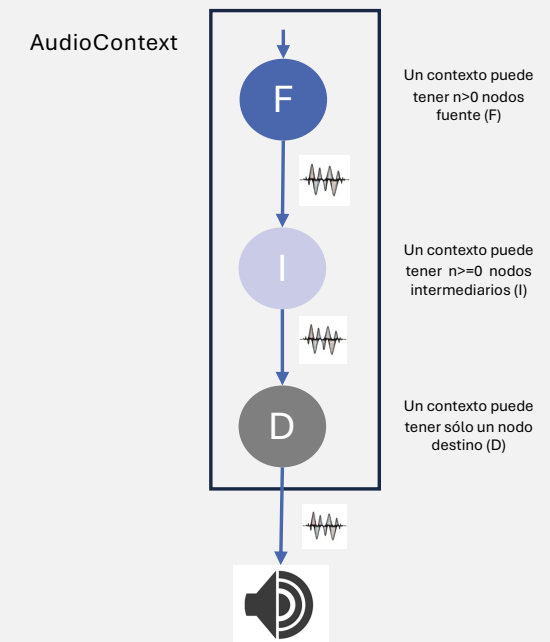 AudioContext
F
Un contexto puede
tener n>0 nodos
fuente (F)
I
Un contexto puede
tener n>=0 nodos
intermediarios (I)
D
Un contexto puede
tener sólo un nodo
destino (D)